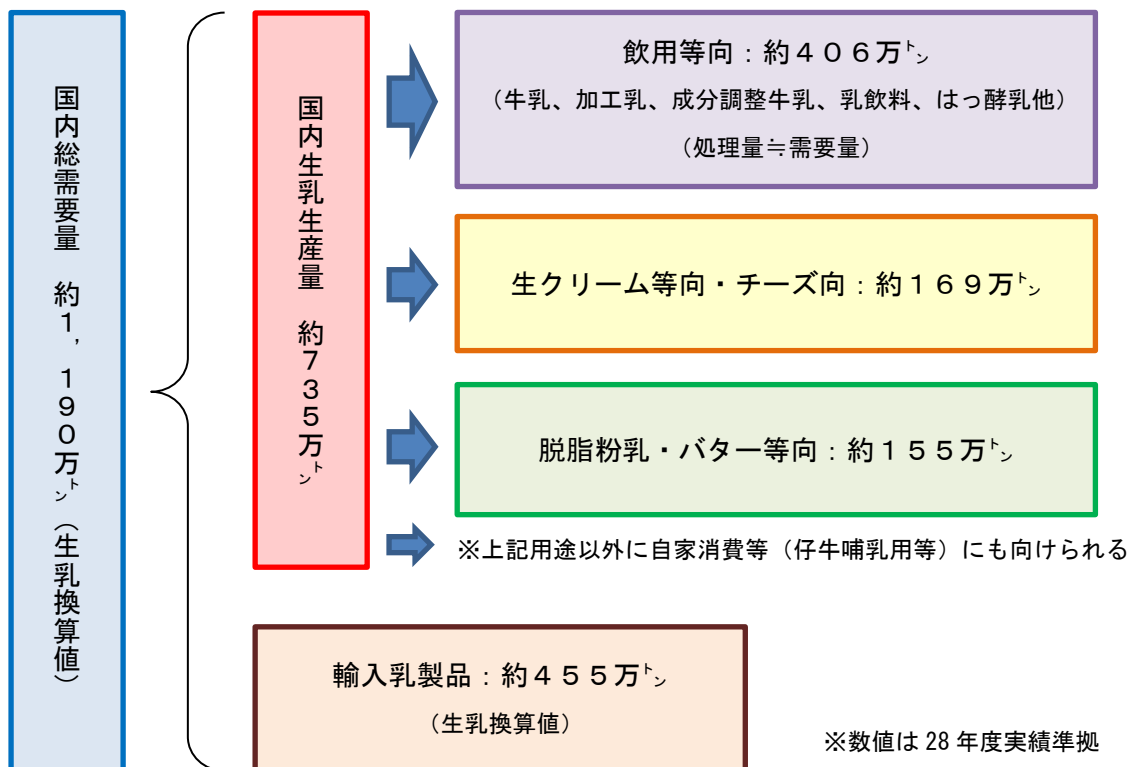 国内総需要量　約１，１９０万㌧（生乳換算値）
国内生乳生産量　約７３５万㌧
飲用等向：約４０６万㌧
（牛乳、加工乳、成分調整牛乳、乳飲料、はっ酵乳他）
（処理量≒需要量）
生クリーム等向・チーズ向：約１６９万㌧
脱脂粉乳・バター等向：約１５５万㌧
※上記用途以外に自家消費等（仔牛哺乳用等）にも向けられる
輸入乳製品：約４５５万㌧
（生乳換算値）
※数値は 28 年度実績準拠